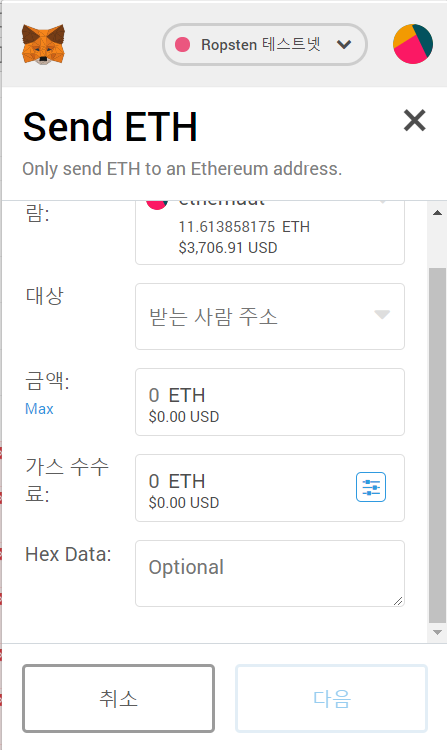 Ropsten 테스트넷
Send ETH
Only send ETH to an Ethereum address.
람:
11.613858175 ETH
$3,706.91 USD
대상
받는 사람 주소
금액:
Max
0 ETH
$0.00 USD
가스 수수
료:
0 ETH
$0.00 USD
Hex Data:
Optional
취소
다음